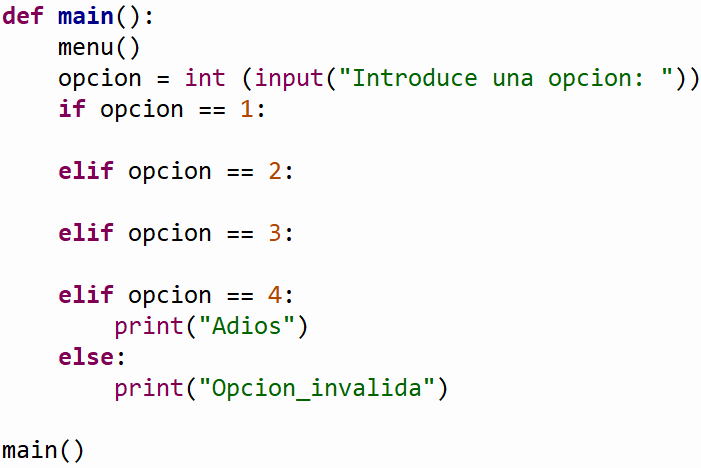 def main():
    menu()
    opcion = int (input("Introduce una opcion: "))
    if opcion == 1:
    elif opcion == 2:
    elif opcion == 3:
    elif opcion == 4:
        print("Adios")
    else:
        print("Opcion_invalida")
main()